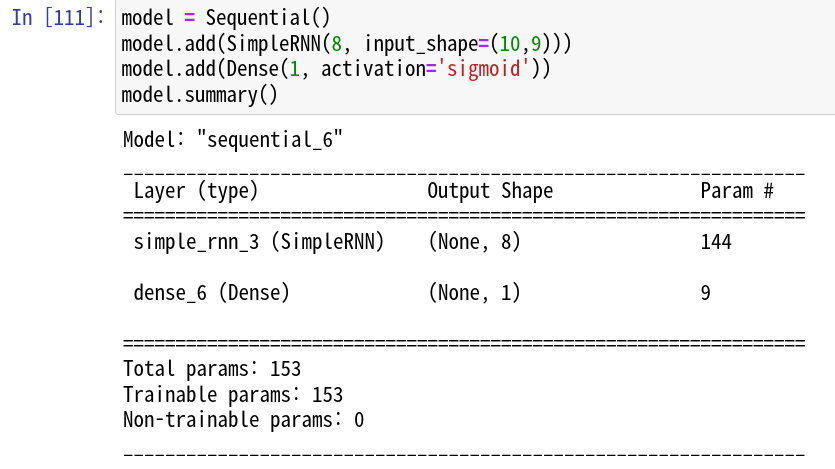 In [111]: model = Sequential()
model.add(SimpleRNN(8, input_shape=(10,9)))
model.add(Dense(1, activation='sigmoid'))
model.summary()
Model: "sequential_6"
_________________________________________________________________
Layer (type) Output Shape Param #
=================================================================
simple_rnn_3 (SimpleRNN) (None, 8) 144
dense_6 (Dense) (None, 1) 9
=================================================================
Total params: 153
Trainable params: 153
Non-trainable params: 0
_________________________________________________________________